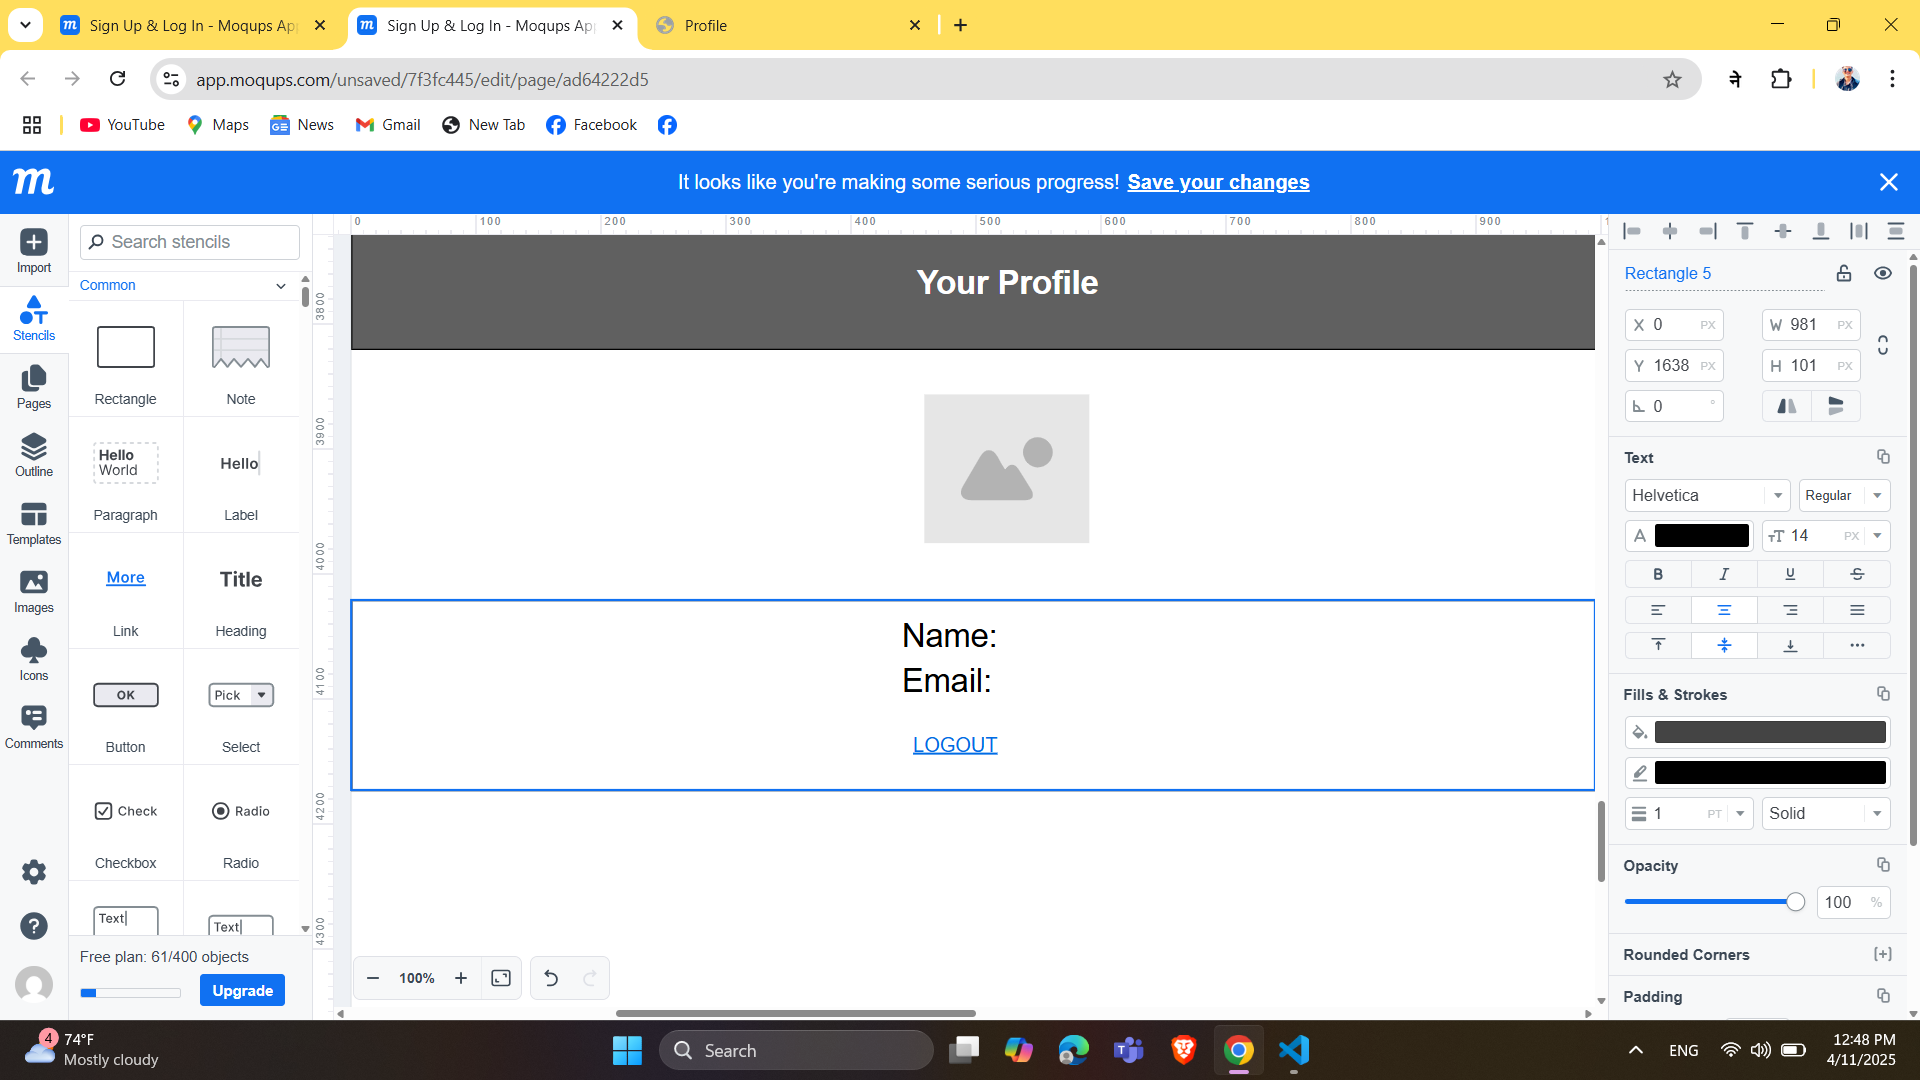 Sign Up & Log In - Moqups App
Sign Up & Log In - Moqups App
Profile
app.moqups.com/unsaved/7f3fc445/edit/page/ad64222d5
ने
YouTube
Maps
News
Gmail
New Tab
Facebook
m
It looks like you're making some serious progress! Save your changes
Import
Stencils
Pages
Outline
Templates
Images
Icons
Comments
Search stencils
Common
Rectangle
Note
Hello
World
Hello
Paragraph
Label
More
Title
Link
Heading
OK
Pick
Button
Select
Check
Radio
Checkbox
Radio
Text
Text
Free plan: 61/400 objects
Upgrade
0 100 200 300 400 500 600 700 800 900
3800
3900
4000
4100
4200
4300
Your Profile
Name:
Email:
LOGOUT
100%
Rectangle 5
X 0 PX W 981 PX
Y 1638 PX H 101 PX
0 °
Text
Helvetica Regular
A 14 PX
B I U S
Fills & Strokes
1 PT Solid
Opacity
100 %
Rounded Corners [+]
Padding
4
74°F
Mostly cloudy
Search
ENG
12:48 PM
4/11/2025